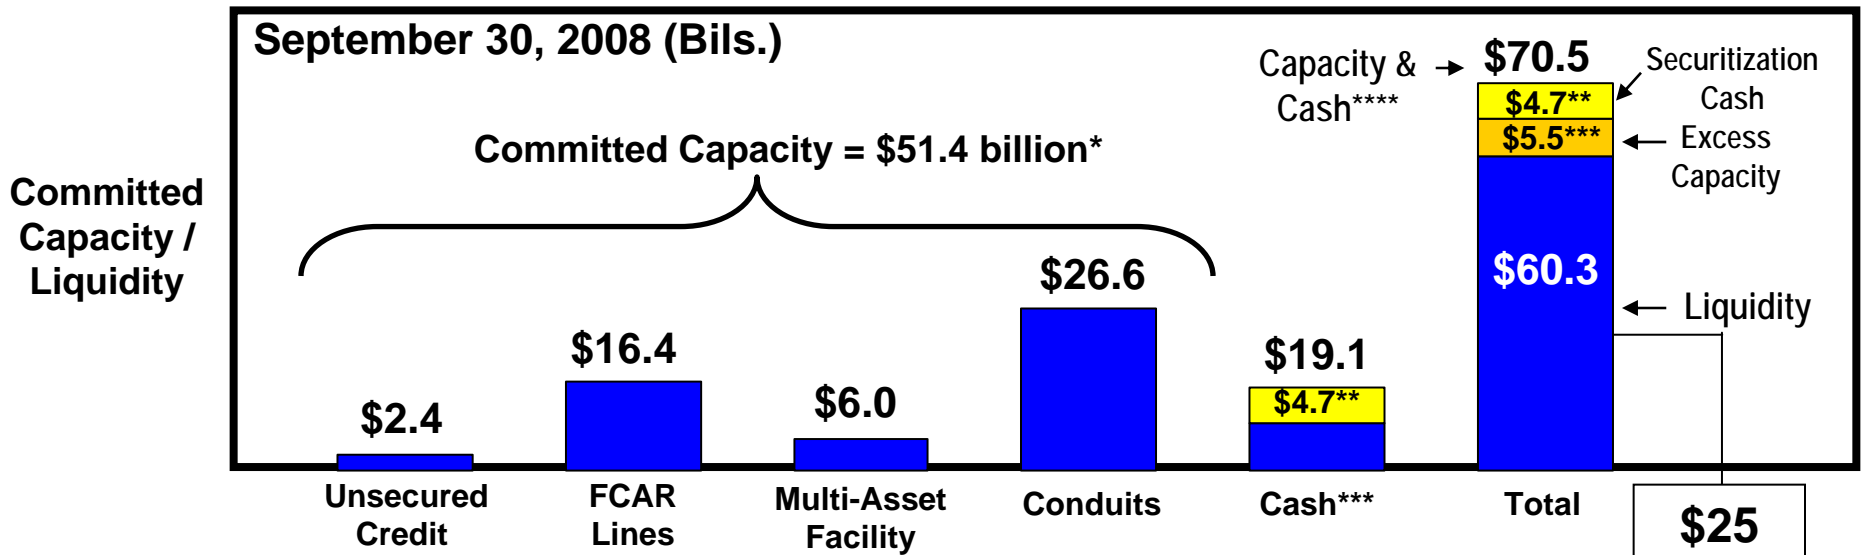 September 30, 2008 (Bils.)
Capacity &
Cash****
$70.5
Securitization
Cash
$4.7**
$5.5***
Excess
Capacity
Committed Capacity = $51.4 billion*
Committed
Capacity /
Liquidity
$60.3
Liquidity
$2.4
$16.4
$6.0
$26.6
$19.1
$4.7**
Unsecured
Credit
FCAR
Lines
Multi-Asset
Facility
Conduits
Cash***
Total
$25